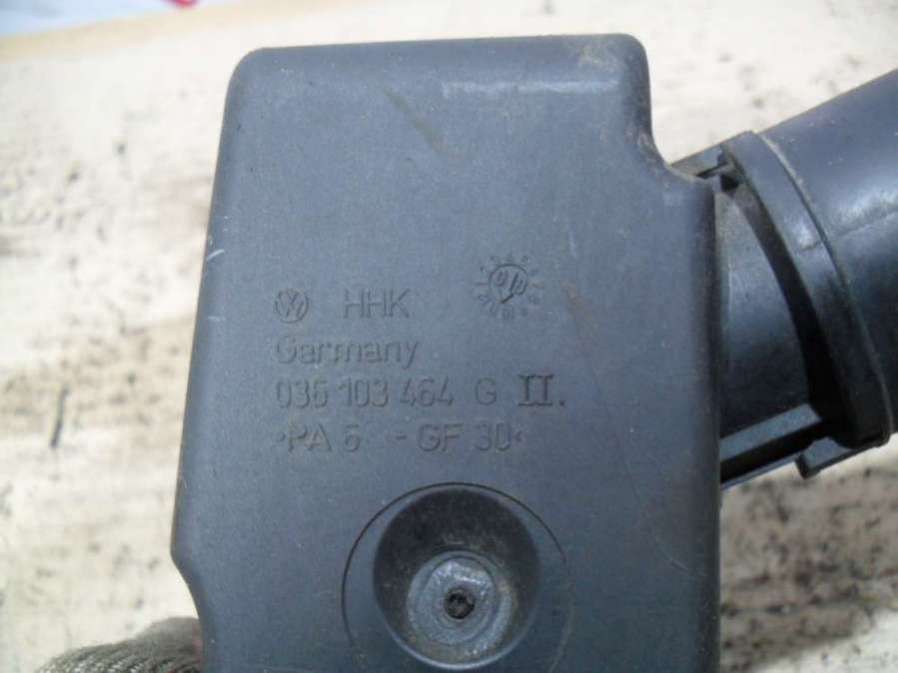 HHK
Germany
036 103 464 G II.
>PA 6 - GF 30<